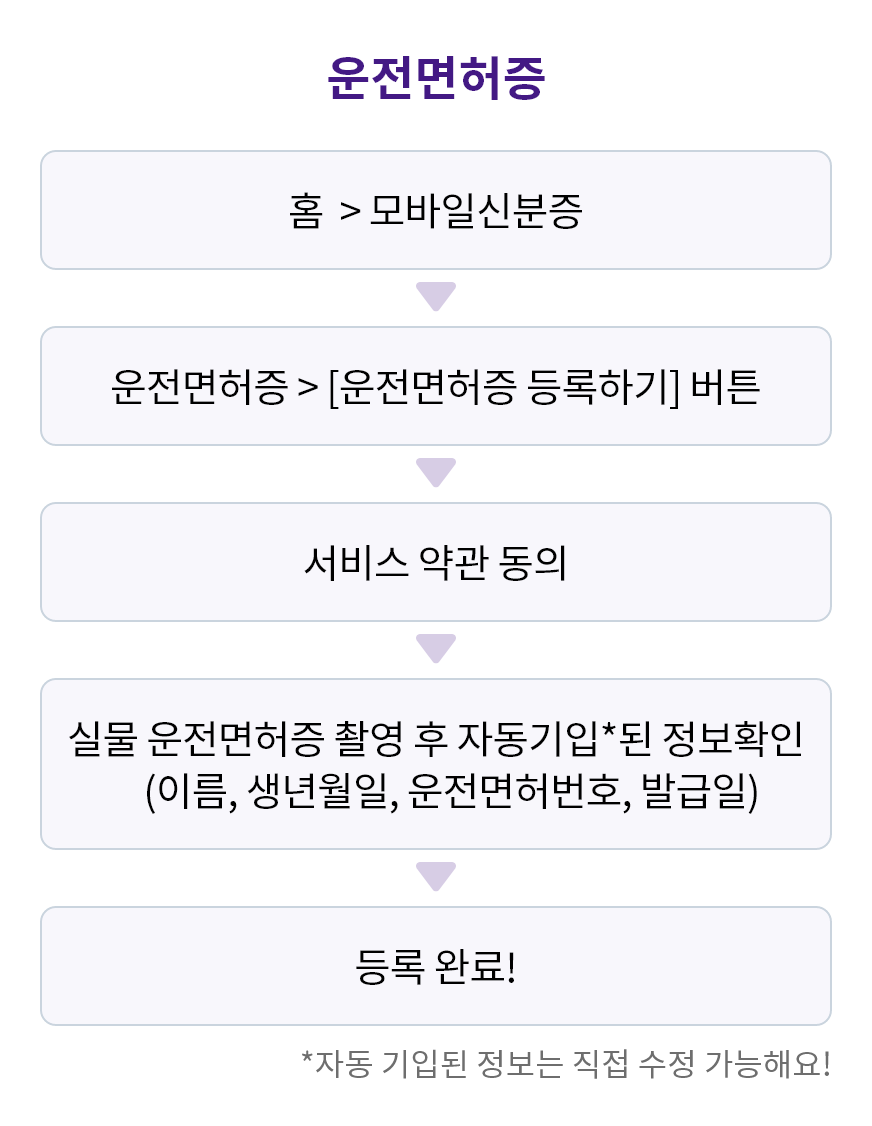 운전면허증
홈 > 모바일신분증
운전면허증 > [운전면허증 등록하기] 버튼
서비스 약관 동의
실물 운전면허증 촬영 후 자동기입*된 정보확인
(이름, 생년월일, 운전면허번호, 발급일)
등록 완료!
*자동 기입된 정보는 직접 수정 가능해요!